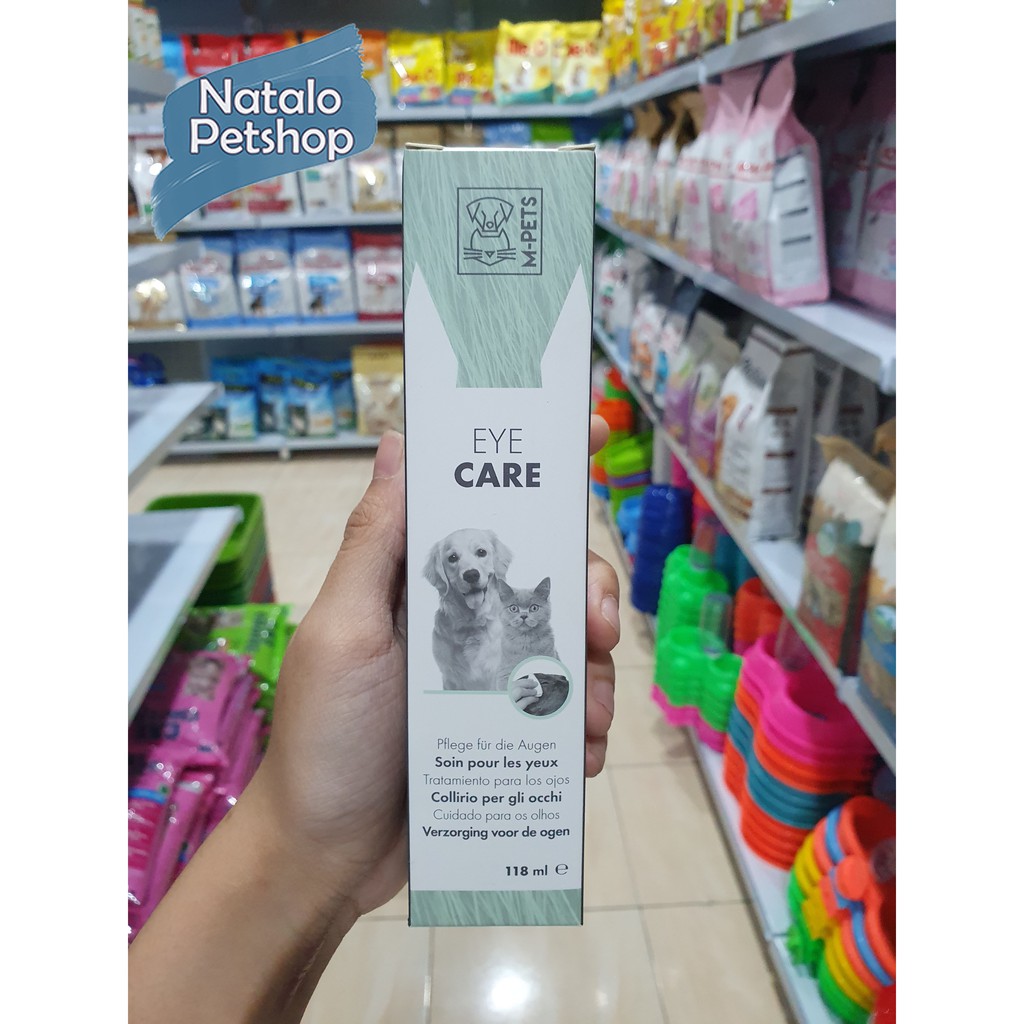 Natalo
Petshop
M-PETS
EYE
CARE
Pflege für die Augen
Soin pour les yeux
Tratamiento para los ojos
Collirio per gli occhi
Cuidado para os olhos
Verzorging voor de ogen
118 ml ℮